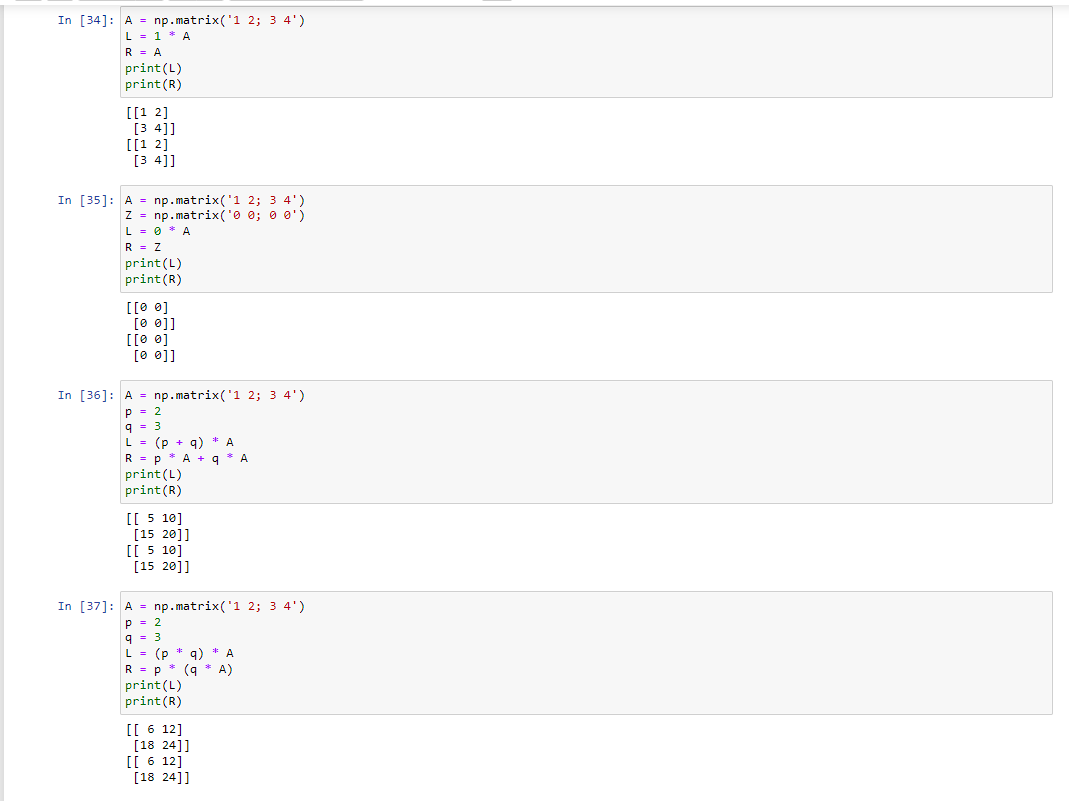 In [34]: A = np.matrix('1 2; 3 4')
L = 1 * A
R = A
print(L)
print(R)
[[1 2]
 [3 4]]
[[1 2]
 [3 4]]
In [35]: A = np.matrix('1 2; 3 4')
Z = np.matrix('0 0; 0 0')
L = 0 * A
R = Z
print(L)
print(R)
[[0 0]
 [0 0]]
[[0 0]
 [0 0]]
In [36]: A = np.matrix('1 2; 3 4')
p = 2
q = 3
L = (p + q) * A
R = p * A + q * A
print(L)
print(R)
[[ 5 10]
 [15 20]]
[[ 5 10]
 [15 20]]
In [37]: A = np.matrix('1 2; 3 4')
p = 2
q = 3
L = (p * q) * A
R = p * (q * A)
print(L)
print(R)
[[ 6 12]
 [18 24]]
[[ 6 12]
 [18 24]]